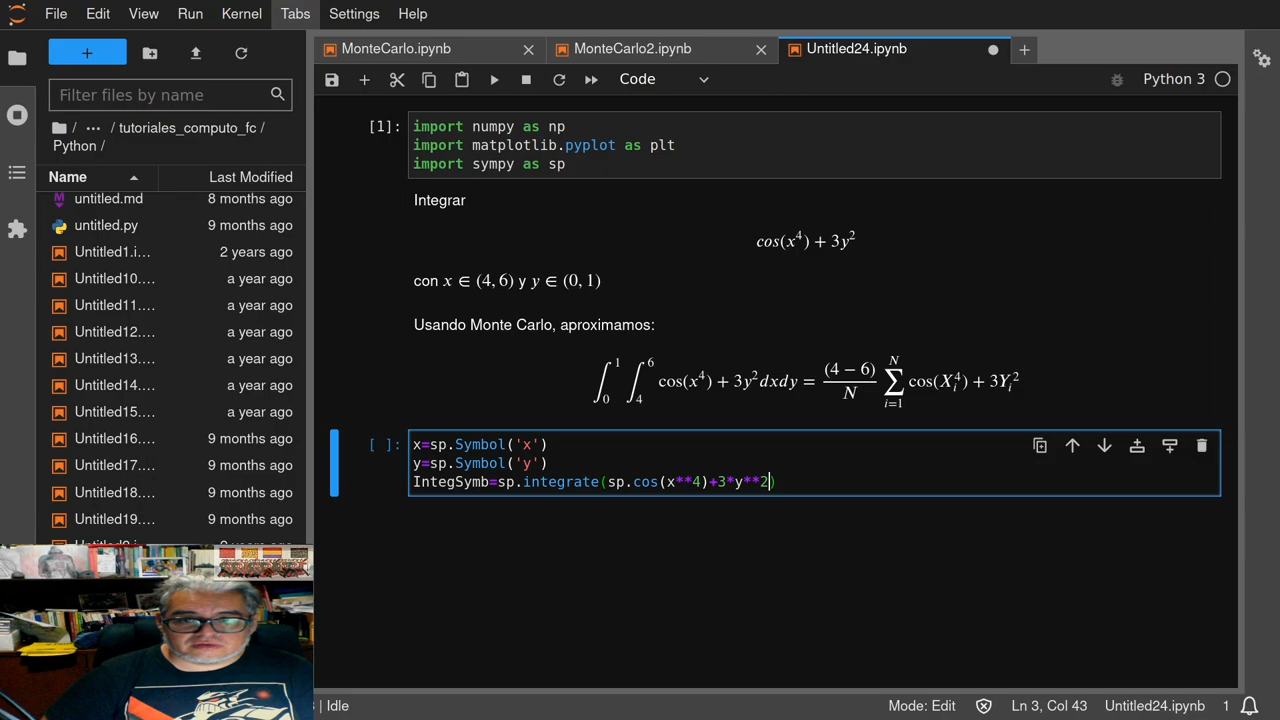 File Edit View Run Kernel Tabs Settings Help
MonteCarlo.ipynb MonteCarlo2.ipynb Untitled24.ipynb
Code Python 3
Filter files by name
/ ... / tutoriales_computo_fc /
Python /
Name Last Modified
untitled.md 8 months ago
untitled.py 9 months ago
Untitled1.i… 2 years ago
Untitled10.… a year ago
Untitled11.… a year ago
Untitled12.… a year ago
Untitled13.… a year ago
Untitled14.… a year ago
Untitled15.… a year ago
Untitled16.… 9 months ago
Untitled17.… 9 months ago
Untitled18.… 9 months ago
Untitled19.… 9 months ago
[1]: import numpy as np
import matplotlib.pyplot as plt
import sympy as sp
Integrar
cos(x⁴) + 3y²
con x ∈ (4, 6) y y ∈ (0, 1)
Usando Monte Carlo, aproximamos:
∫₀¹ ∫₄⁶ cos(x⁴) + 3y²dxdy = (4 − 6)/N ∑ᵢ₌₁ᴺ cos(Xᵢ⁴) + 3Yᵢ²
[ ]: x=sp.Symbol('x')
y=sp.Symbol('y')
IntegSymb=sp.integrate(sp.cos(x**4)+3*y**2)
| Idle Mode: Edit Ln 3, Col 43 Untitled24.ipynb 1